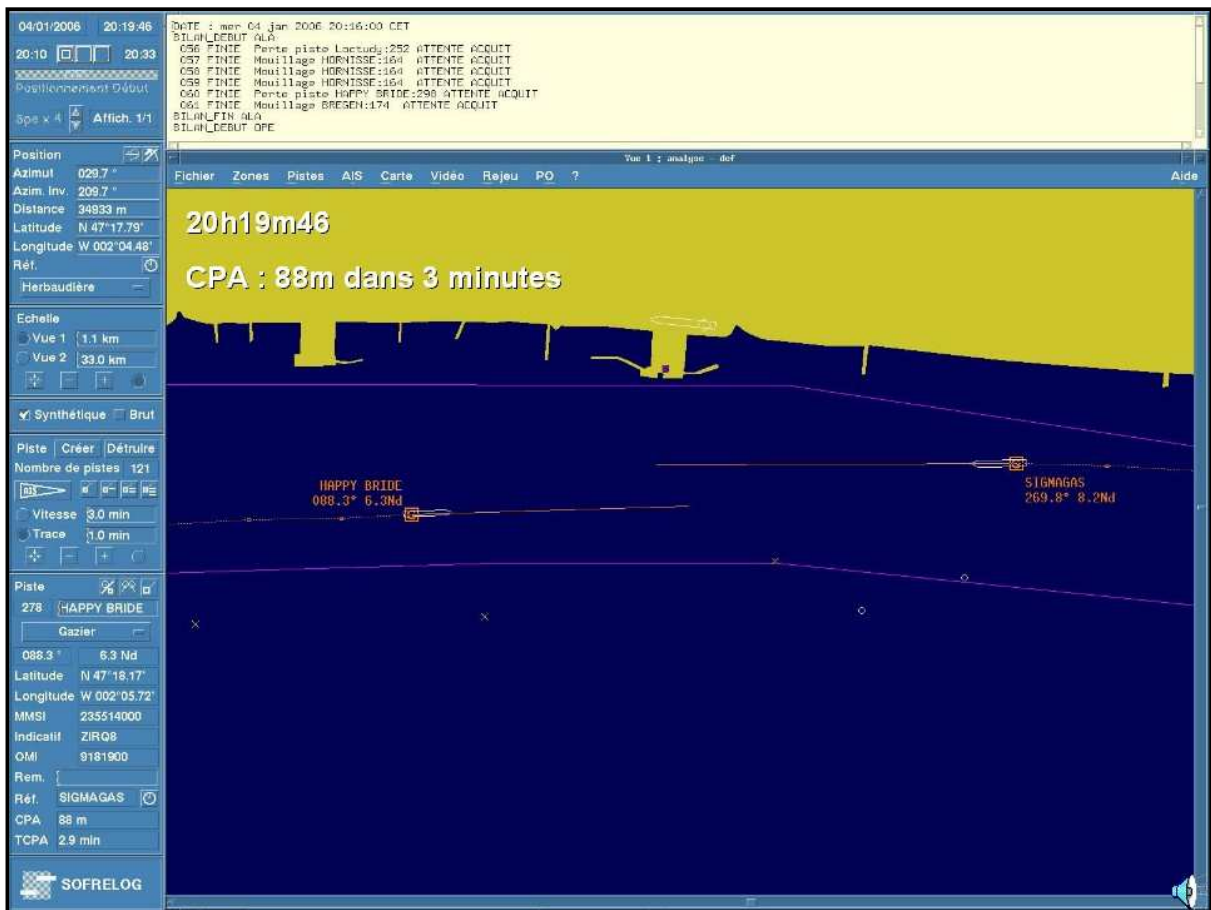 04/01/2006 20:19:46
20:10 20:33
Positionnement Début
Spe x 4 Affich. 1/1
DATE : mer 04 jan 2006 20:16:00 CET
BILAN_DEBUT ALA
056 FINIE Perte piste Loctudy:252 ATTENTE ACQUIT
057 FINIE Mouillage HORNISSE:164 ATTENTE ACQUIT
058 FINIE Mouillage HORNISSE:164 ATTENTE ACQUIT
059 FINIE Mouillage HORNISSE:164 ATTENTE ACQUIT
060 FINIE Perte piste HAPPY BRIDE:298 ATTENTE ACQUIT
061 FINIE Mouillage BREGEN:174 ATTENTE ACQUIT
BILAN_FIN ALA
BILAN_DEBUT OPE
Vue 1 : analyse - def
Fichier Zones Pistes AIS Carte Vidéo Rejeu PO ? Aide
20h19m46
CPA : 88m dans 3 minutes
HAPPY BRIDE
088.3° 6.3Nd
SIGMAGAS
269.8° 8.2Nd
Position
Azimut 029.7 °
Azim. Inv. 209.7 °
Distance 34933 m
Latitude N 47°17.79'
Longitude W 002°04.48'
Réf.
Herbaudière
Echelle
Vue 1 1.1 km
Vue 2 33.0 km
Synthétique Brut
Piste Créer Détruire
Nombre de pistes 121
Vitesse 3.0 min
Trace 1.0 min
Piste
278 HAPPY BRIDE
Gazier
088.3 ° 6.3 Nd
Latitude N 47°18.17'
Longitude W 002°05.72'
MMSI 235514000
Indicatif ZIRQ8
OMI 9181900
Rem.
Réf. SIGMAGAS
CPA 88 m
TCPA 2.9 min
SOFRELOG